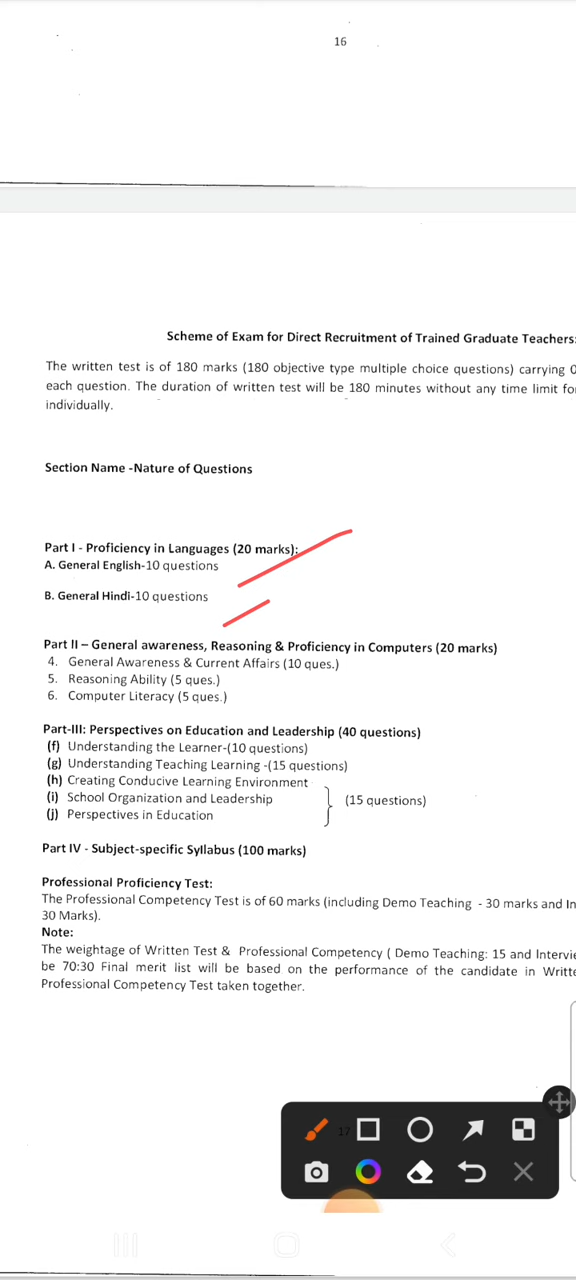 16
Scheme of Exam for Direct Recruitment of Trained Graduate Teachers:
The written test is of 180 marks (180 objective type multiple choice questions) carrying 0
each question. The duration of written test will be 180 minutes without any time limit for
individually.
Section Name -Nature of Questions
Part I - Proficiency in Languages (20 marks):
A. General English-10 questions
B. General Hindi-10 questions
Part II – General awareness, Reasoning & Proficiency in Computers (20 marks)
4. General Awareness & Current Affairs (10 ques.)
5. Reasoning Ability (5 ques.)
6. Computer Literacy (5 ques.)
Part-III: Perspectives on Education and Leadership (40 questions)
(f) Understanding the Learner-(10 questions)
(g) Understanding Teaching Learning -(15 questions)
(h) Creating Conducive Learning Environment
(i) School Organization and Leadership (15 questions)
(j) Perspectives in Education
Part IV - Subject-specific Syllabus (100 marks)
Professional Proficiency Test:
The Professional Competency Test is of 60 marks (including Demo Teaching - 30 marks and In
30 Marks).
Note:
The weightage of Written Test & Professional Competency ( Demo Teaching: 15 and Intervie
be 70:30 Final merit list will be based on the performance of the candidate in Writte
Professional Competency Test taken together.
17